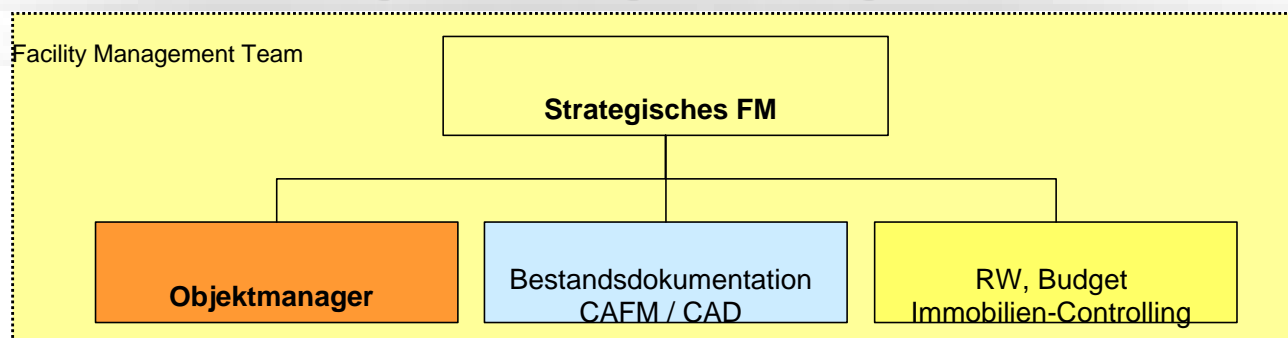 Facility Management Team
Strategisches FM
Objektmanager
Bestandsdokumentation
CAFM / CAD
RW, Budget
Immobilien-Controlling